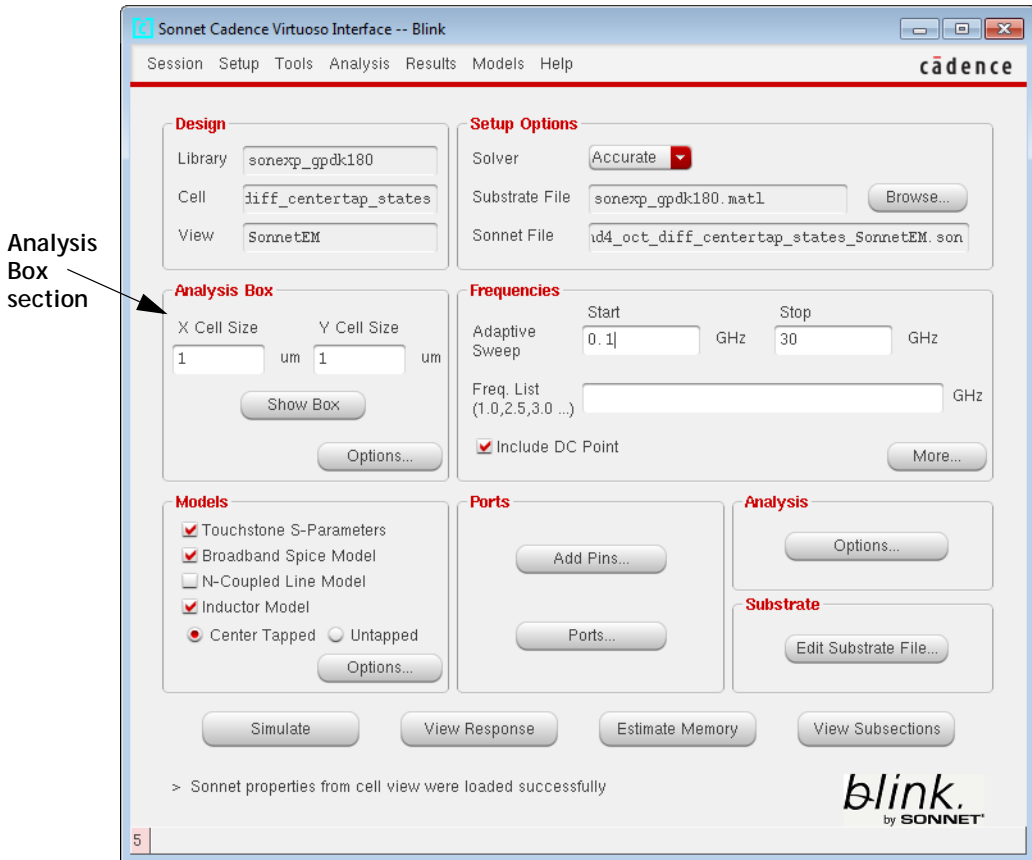 Sonnet Cadence Virtuoso Interface -- Blink
Session Setup Tools Analysis Results Models Help
cādence
Design
Library sonexp_gpdk180
Cell diff_centertap_states
View SonnetEM
Setup Options
Solver Accurate
Substrate File sonexp_gpdk180.matl Browse...
Sonnet File nd4_oct_diff_centertap_states_SonnetEM.son
Analysis
Box
section
Analysis Box
X Cell Size Y Cell Size
1 um 1 um
Show Box
Options...
Frequencies
Start Stop
Adaptive
Sweep
0.1 GHz 30 GHz
Freq. List
(1.0,2.5,3.0 ...)
GHz
Include DC Point
More...
Models
Touchstone S-Parameters
Broadband Spice Model
N-Coupled Line Model
Inductor Model
Center Tapped Untapped
Options...
Ports
Add Pins...
Ports...
Analysis
Options...
Substrate
Edit Substrate File...
Simulate View Response Estimate Memory View Subsections
> Sonnet properties from cell view were loaded successfully
blink.
by SONNET
5